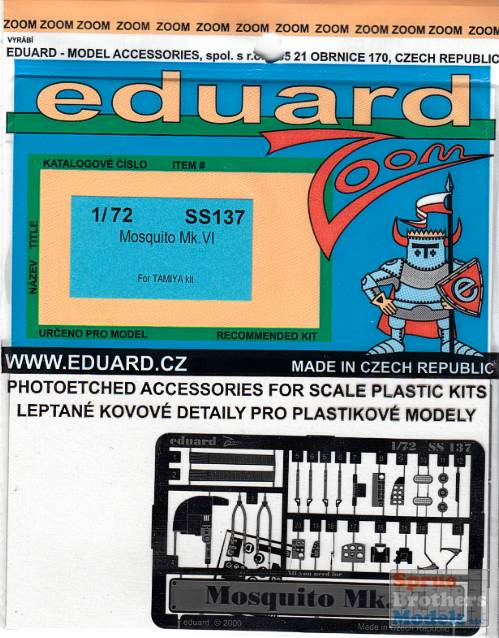 ZOOM ZOOM ZOOM ZOOM ZOOM ZOOM ZOOM ZOOM ZOOM ZOOM ZOOM
VYRÁBÍ
EDUARD - MODEL ACCESSORIES, spol. s r.o. 21 OBRNICE 170, CZECH REPUBLIC
eduard
Zoom
KATALOGOVÉ ČÍSLO ITEM #
1/72 SS137
Mosquito Mk.VI
For TAMIYA kit
NÁZEV TITLE
URČENO PRO MODEL RECOMMENDED KIT
e
WWW.EDUARD.CZ MADE IN CZECH REPUBLIC
PHOTOETCHED ACCESSORIES FOR SCALE PLASTIC KITS
LEPTANÉ KOVOVÉ DETAILY PRO PLASTIKOVÉ MODELY
eduard 1/72 SS 137
All you need for
Mosquito Mk.
eduard © 2000 Made in Czech Republic
Sprue Brothers Models